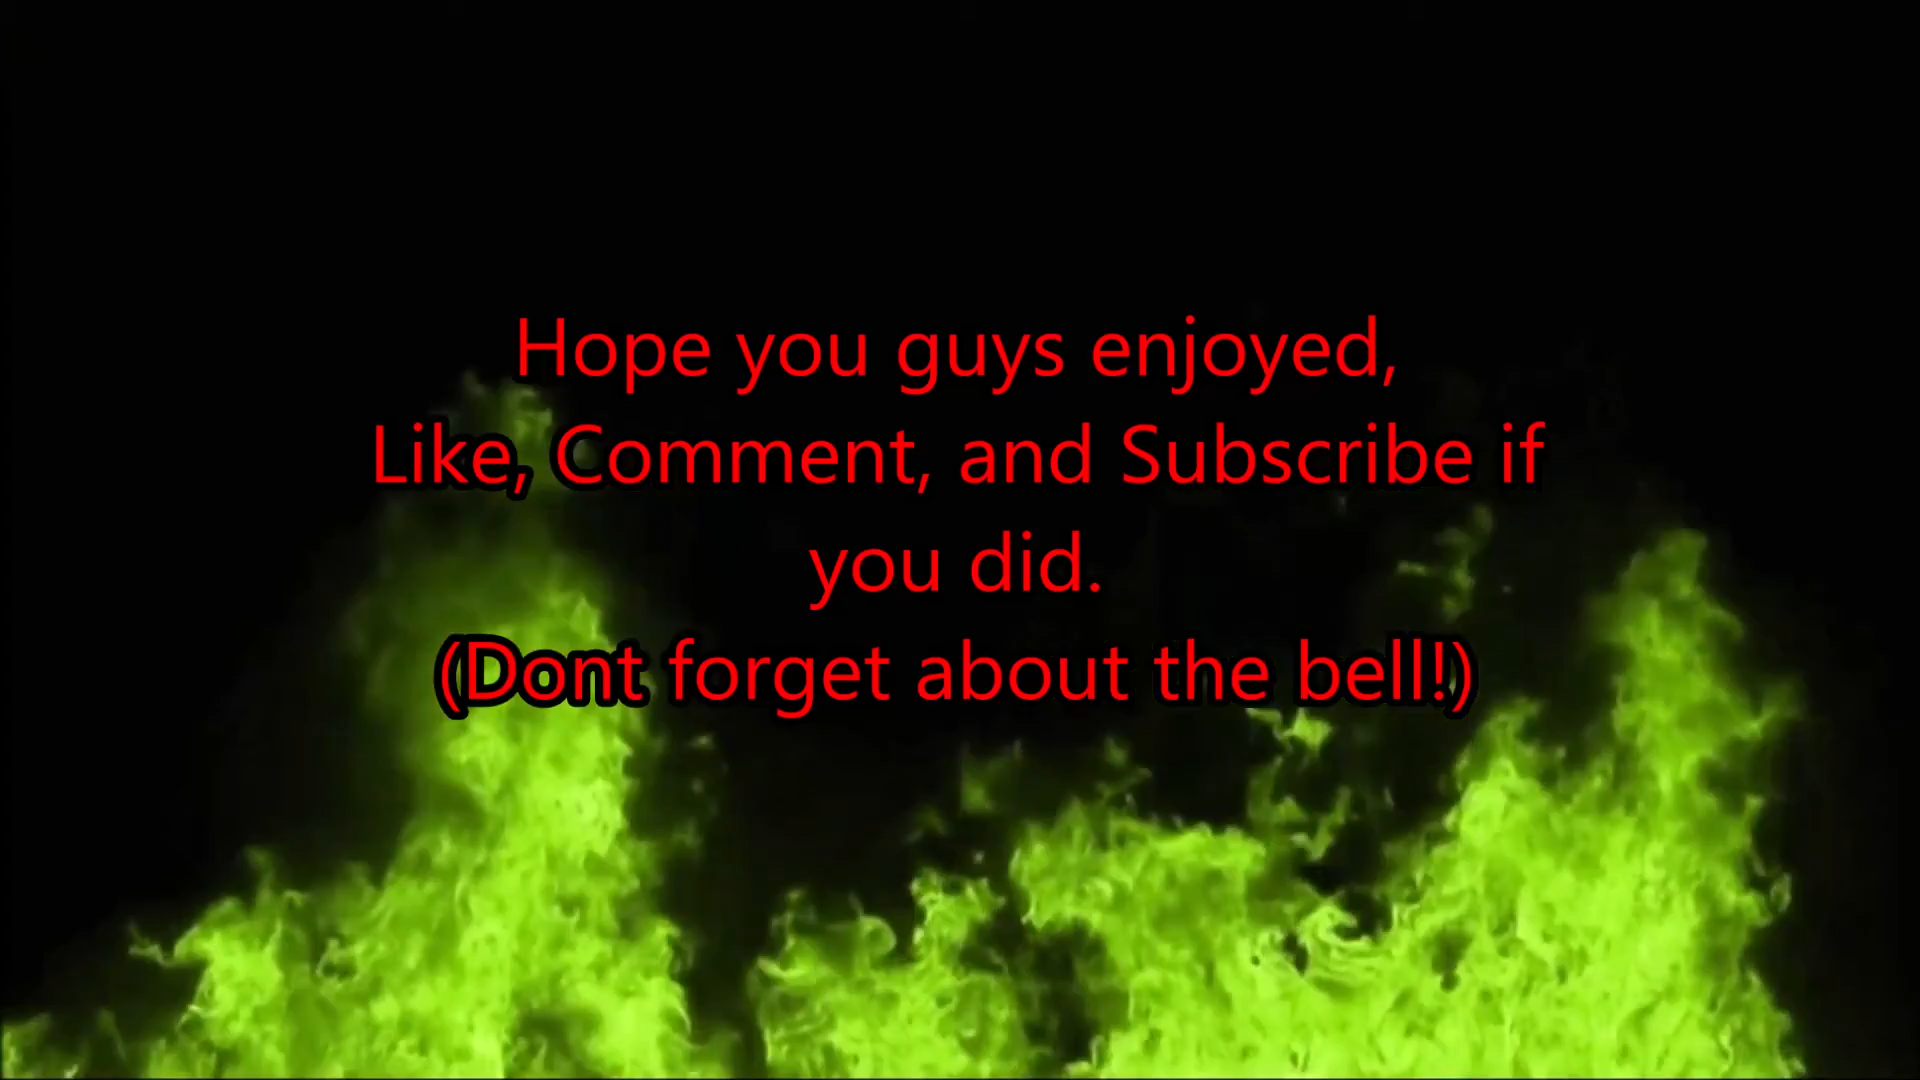 Hope you guys enjoyed,
Like, Comment, and Subscribe if
you did.
(Dont forget about the bell!)